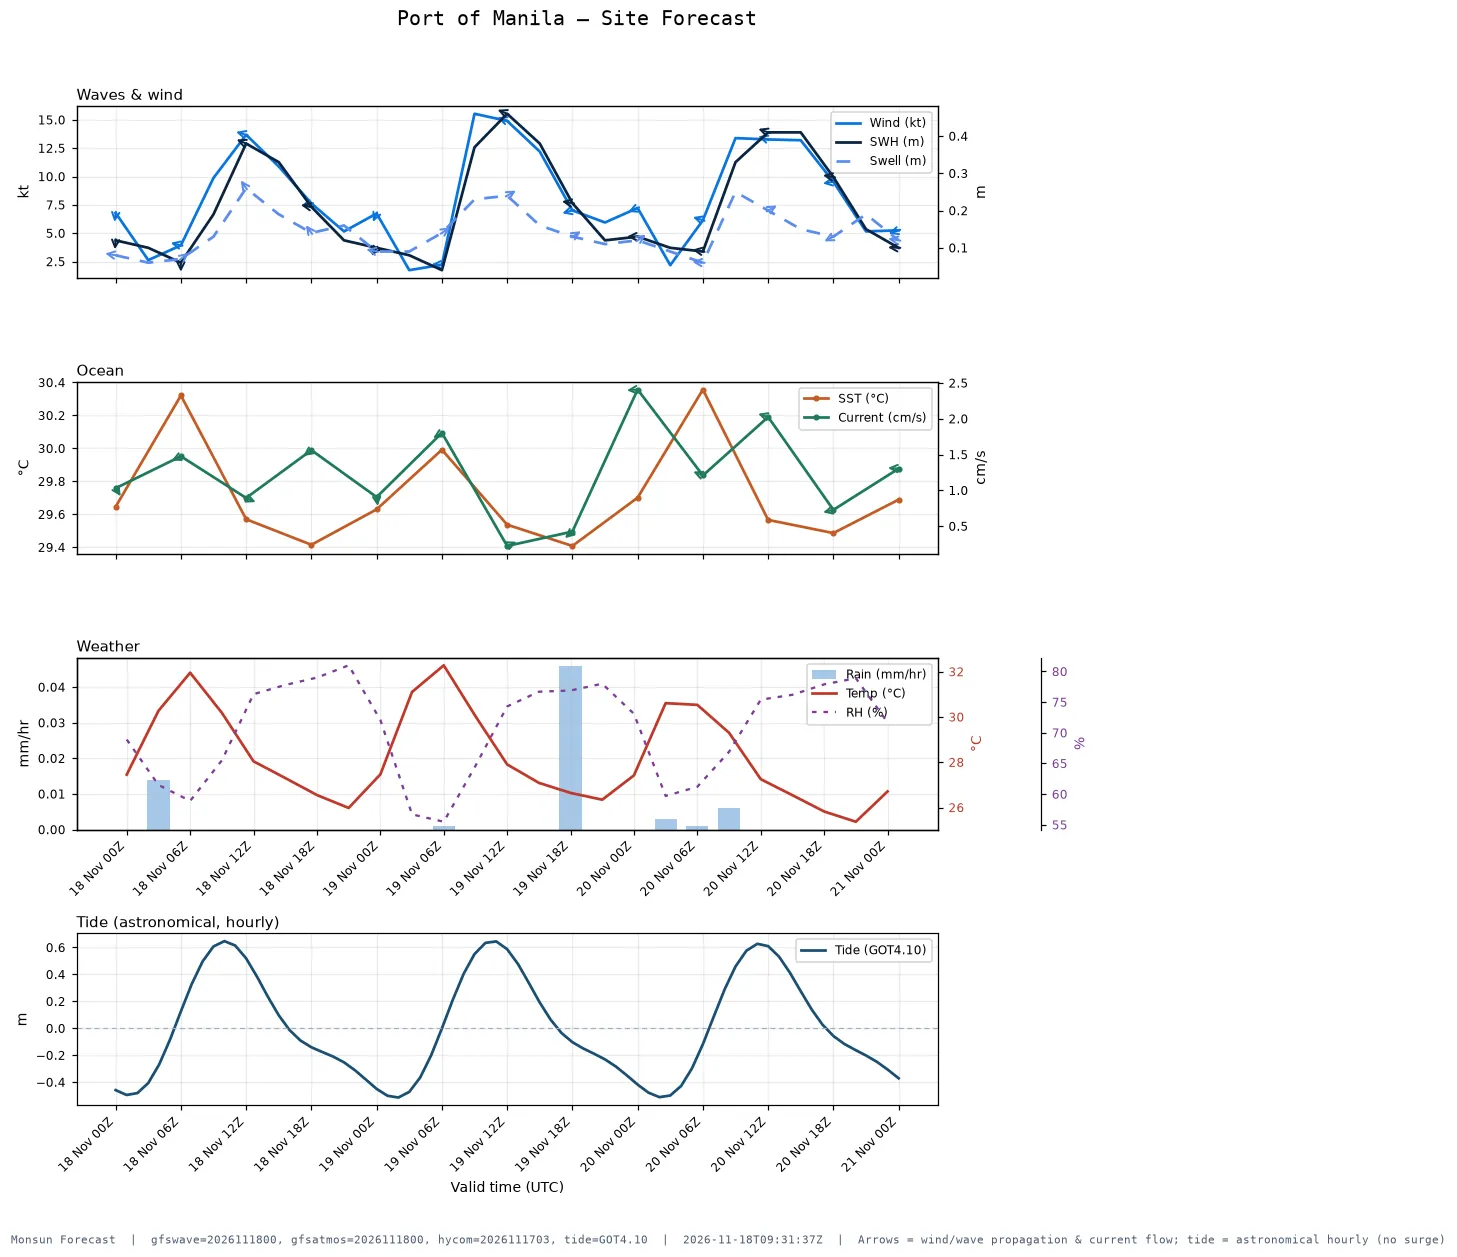 Port of Manila — Site Forecast
Waves & wind
15.0
12.5
10.0
7.5
5.0
2.5
kt
0.4
0.3
0.2
0.1
m
Wind (kt)
SWH (m)
Swell (m)
Ocean
30.4
30.2
30.0
29.8
29.6
29.4
°C
2.5
2.0
1.5
1.0
0.5
cm/s
SST (°C)
Current (cm/s)
Weather
0.04
0.03
0.02
0.01
0.00
mm/hr
32
30
28
26
°C
80
75
70
65
60
55
%
Rain (mm/hr)
Temp (°C)
RH (%)
18 Nov 00Z
18 Nov 06Z
18 Nov 12Z
18 Nov 18Z
19 Nov 00Z
19 Nov 06Z
19 Nov 12Z
19 Nov 18Z
20 Nov 00Z
20 Nov 06Z
20 Nov 12Z
20 Nov 18Z
21 Nov 00Z
Tide (astronomical, hourly)
0.6
0.4
0.2
0.0
−0.2
−0.4
m
Tide (GOT4.10)
18 Nov 00Z
18 Nov 06Z
18 Nov 12Z
18 Nov 18Z
19 Nov 00Z
19 Nov 06Z
19 Nov 12Z
19 Nov 18Z
20 Nov 00Z
20 Nov 06Z
20 Nov 12Z
20 Nov 18Z
21 Nov 00Z
Valid time (UTC)
Monsun Forecast | gfswave=2026111800, gfsatmos=2026111800, hycom=2026111703, tide=GOT4.10 | 2026-11-18T09:31:37Z | Arrows = wind/wave propagation & current flow; tide = astronomical hourly (no surge)